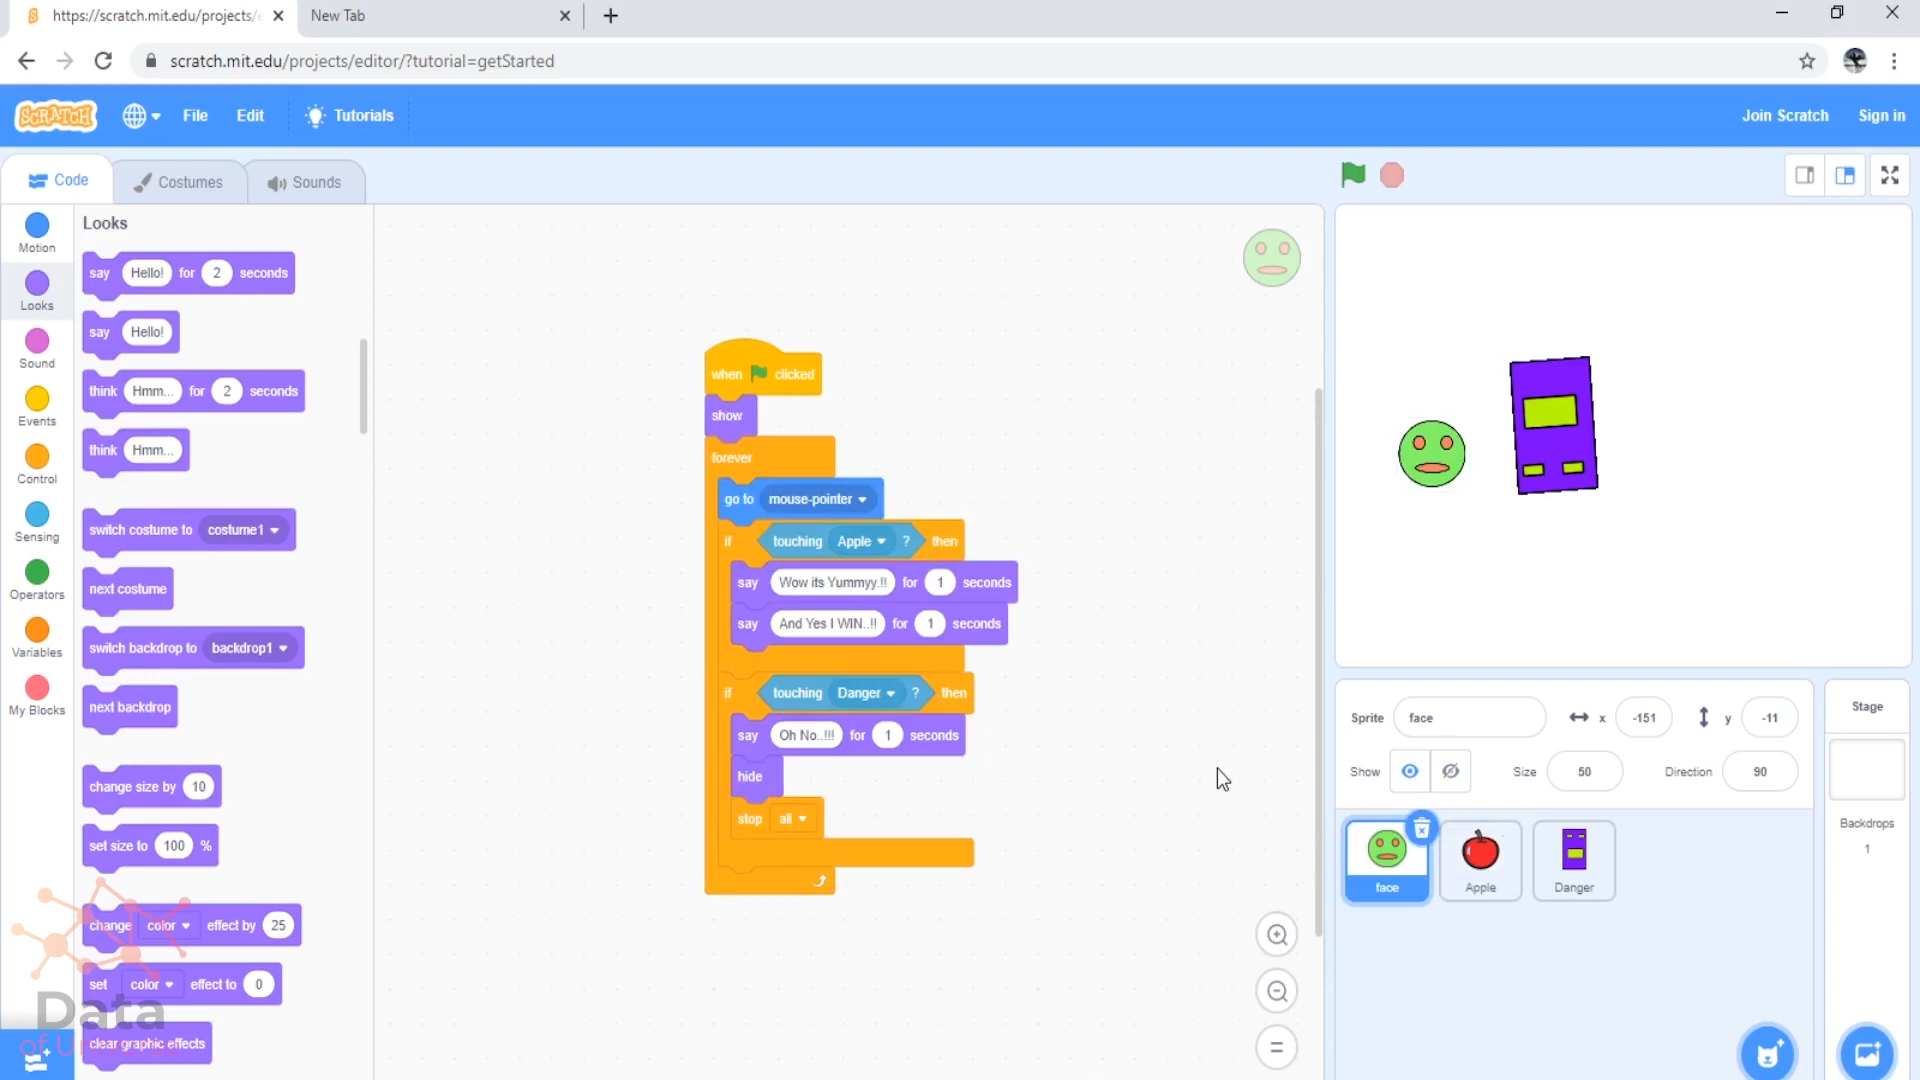 https://scratch.mit.edu/projects/e
New Tab
scratch.mit.edu/projects/editor/?tutorial=getStarted
SCRATCH
File
Edit
Tutorials
Join Scratch
Sign in
Code
Costumes
Sounds
Motion
Looks
Sound
Events
Control
Sensing
Operators
Variables
My Blocks
Looks
say Hello! for 2 seconds
say Hello!
think Hmm... for 2 seconds
think Hmm...
switch costume to costume1
next costume
switch backdrop to backdrop1
next backdrop
change size by 10
set size to 100 %
change color effect by 25
set color effect to 0
clear graphic effects
Data
of Universe
when clicked
show
forever
go to mouse-pointer
if touching Apple ? then
say Wow its Yummyy.!! for 1 seconds
say And Yes I WIN..!! for 1 seconds
if touching Danger ? then
say Oh No..!!! for 1 seconds
hide
stop all
Sprite face x -151 y -11
Show Size 50 Direction 90
face
Apple
Danger
Stage
Backdrops
1